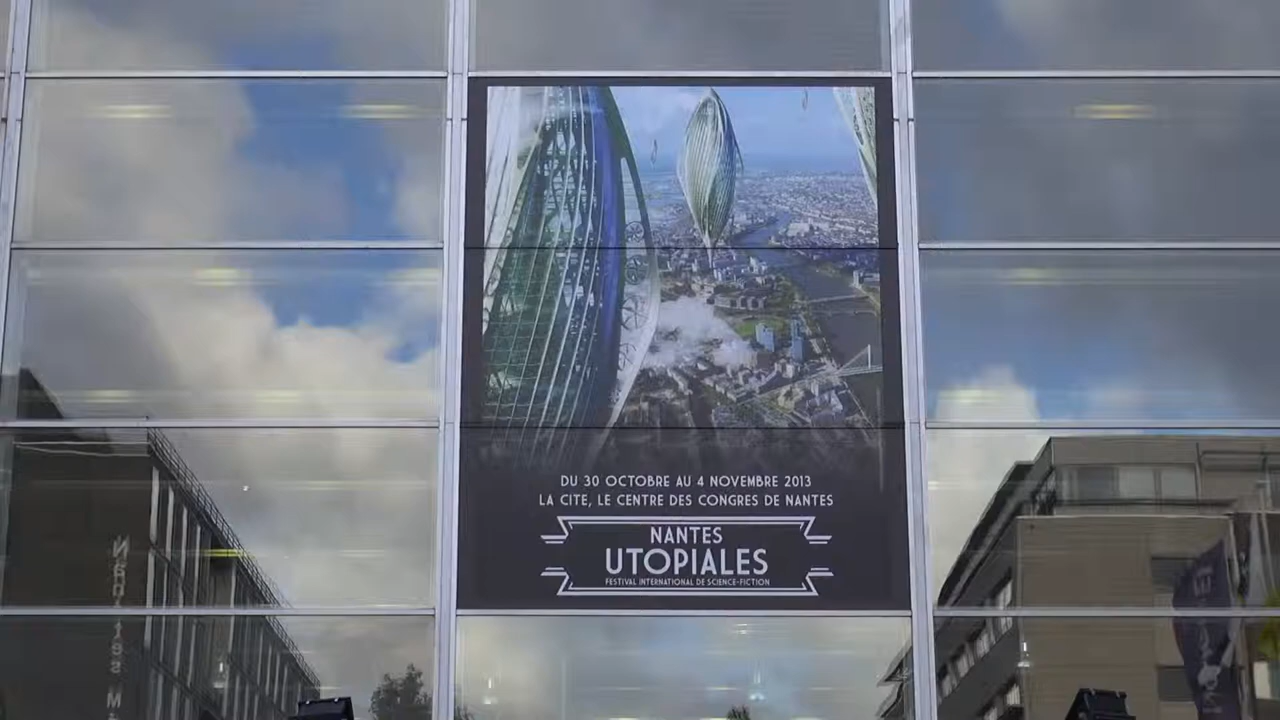 DU 30 OCTOBRE AU 4 NOVEMBRE 2013
LA CITE, LE CENTRE DES CONGRES DE NANTES
NANTES
UTOPIALES
FESTIVAL INTERNATIONAL DE SCIENCE-FICTION